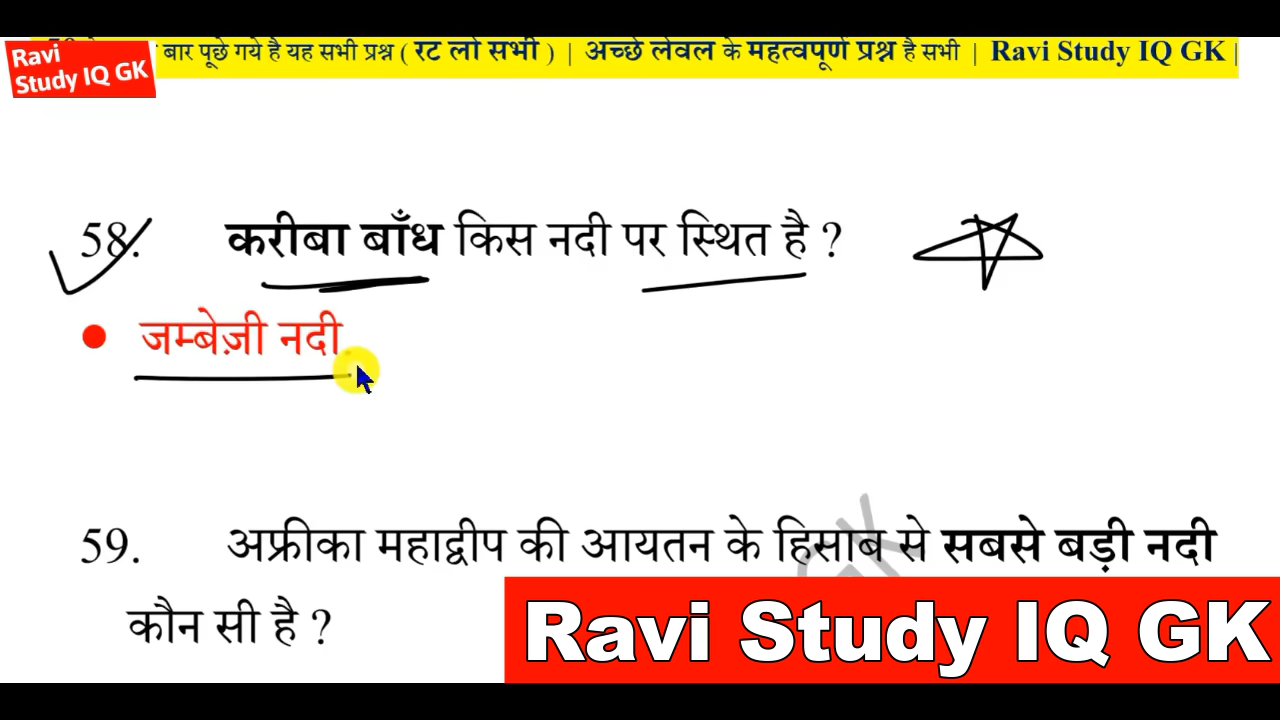 Ravi
Study IQ GK
बार पूछे गये है यह सभी प्रश्न ( रट लो सभी ) | अच्छे लेवल के महत्वपूर्ण प्रश्न है सभी | Ravi Study IQ GK |
58. करीबा बाँध किस नदी पर स्थित है ?
जम्बेज़ी नदी
59. अफ्रीका महाद्वीप की आयतन के हिसाब से सबसे बड़ी नदी
कौन सी है ?
GK
Ravi Study IQ GK